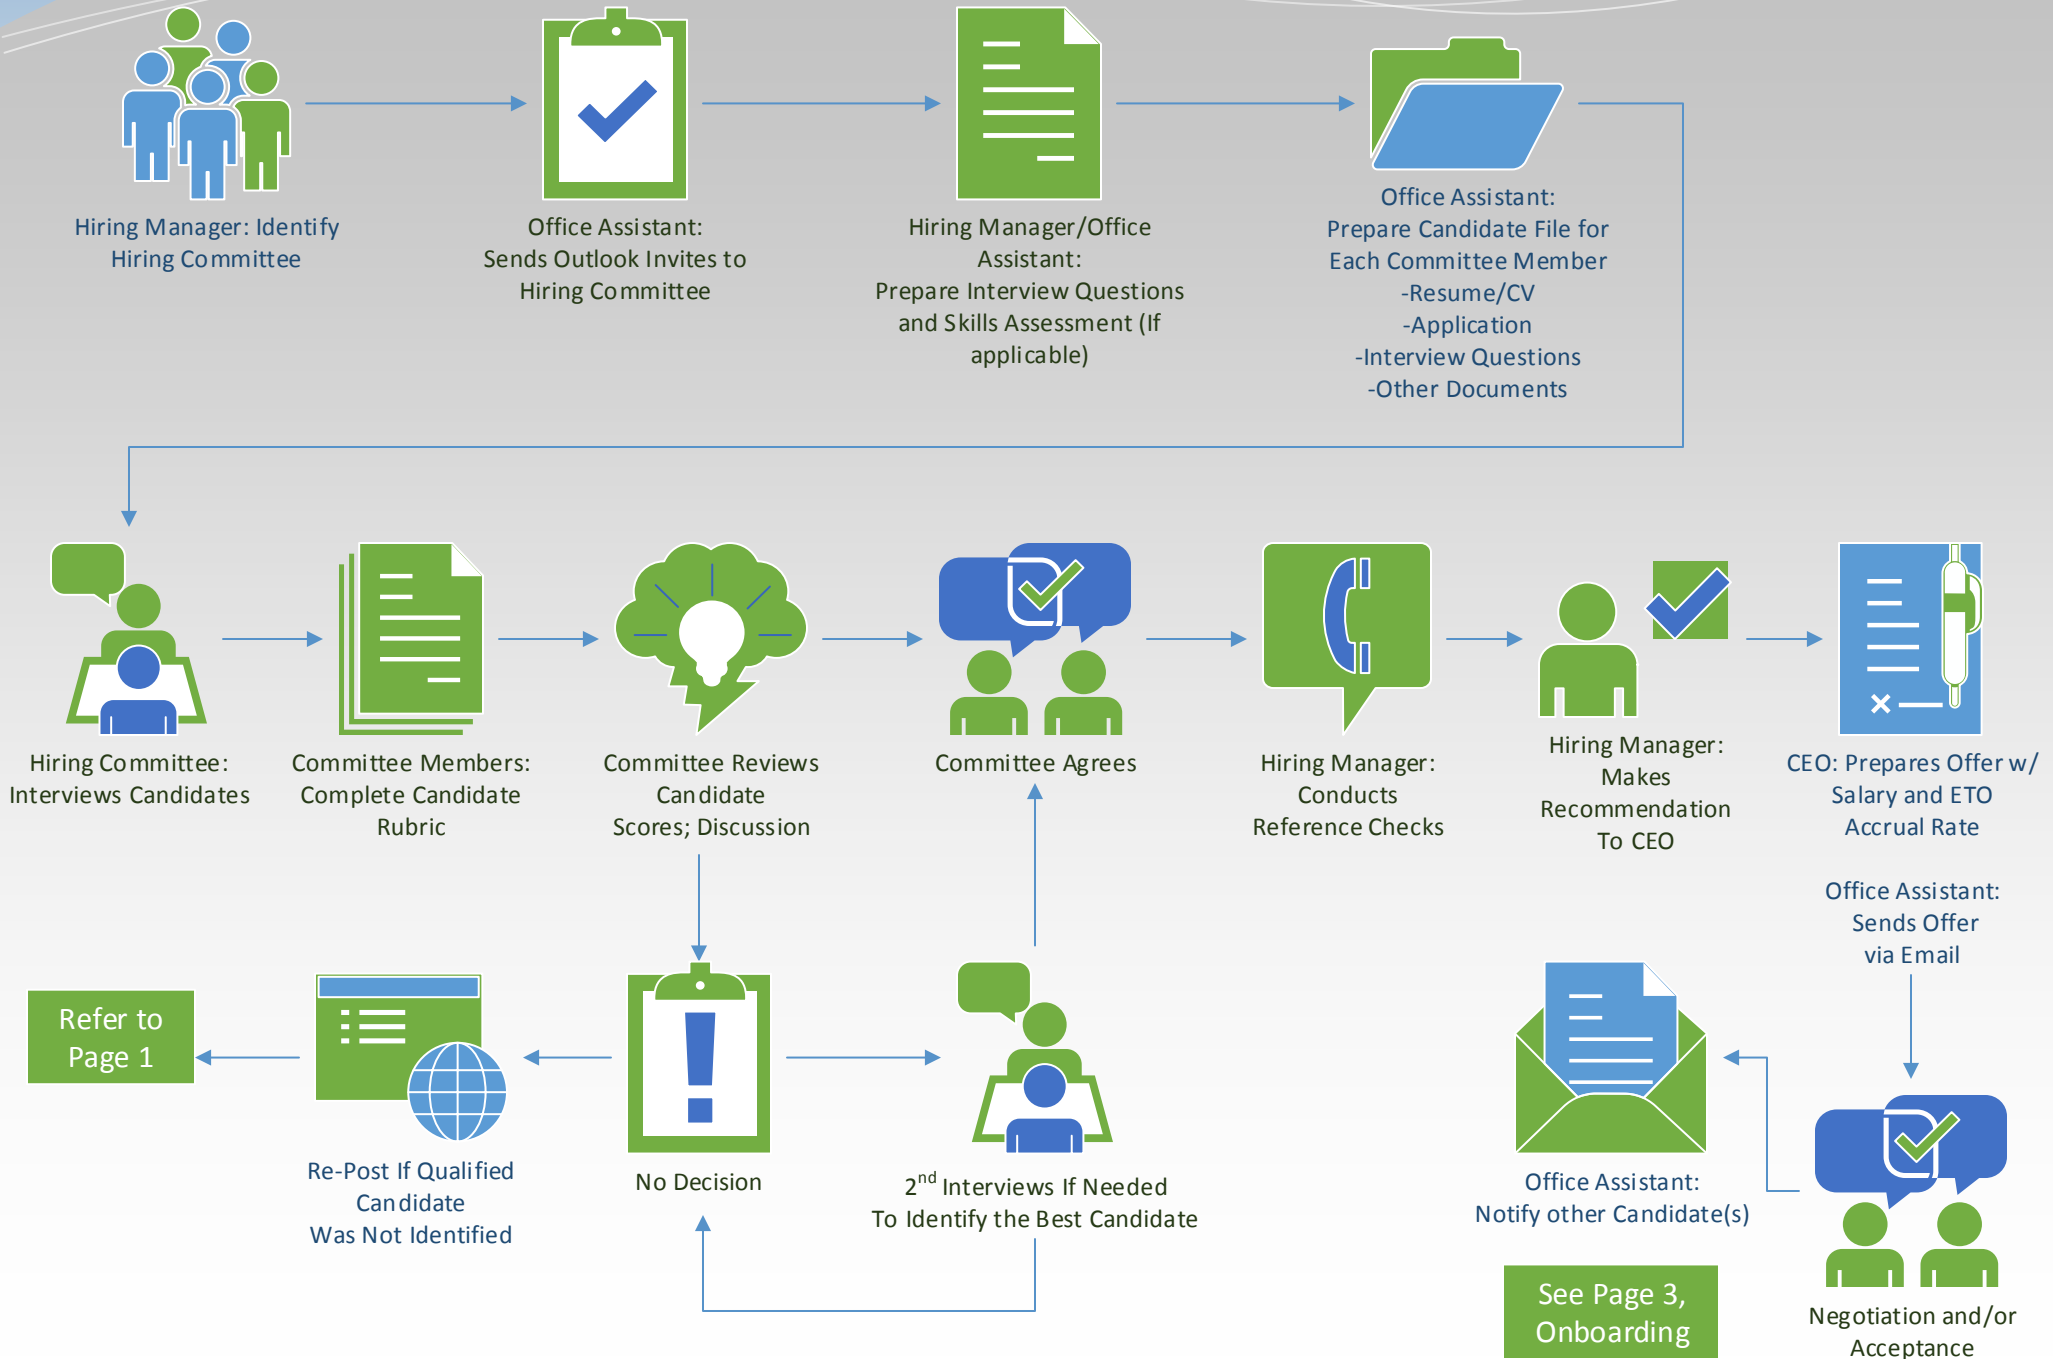 Hiring Manager: Identify
Hiring Committee
Office Assistant:
Sends Outlook Invites to
Hiring Committee
Hiring Manager/Office
Assistant:
Prepare Interview Questions
and Skills Assessment (If
applicable)
Office Assistant:
Prepare Candidate File for
Each Committee Member
-Resume/CV
-Application
-Interview Questions
-Other Documents
Hiring Committee:
Interviews Candidates
Committee Members:
Complete Candidate
Rubric
Committee Reviews
Candidate
Scores; Discussion
Committee Agrees
Hiring Manager:
Conducts
Reference Checks
Hiring Manager:
Makes
Recommendation
To CEO
CEO: Prepares Offer w/
Salary and ETO
Accrual Rate
Office Assistant:
Sends Offer
via Email
Refer to
Page 1
Re-Post If Qualified
Candidate
Was Not Identified
No Decision
2nd Interviews If Needed
To Identify the Best Candidate
Office Assistant:
Notify other Candidate(s)
See Page 3,
Onboarding
Negotiation and/or
Acceptance